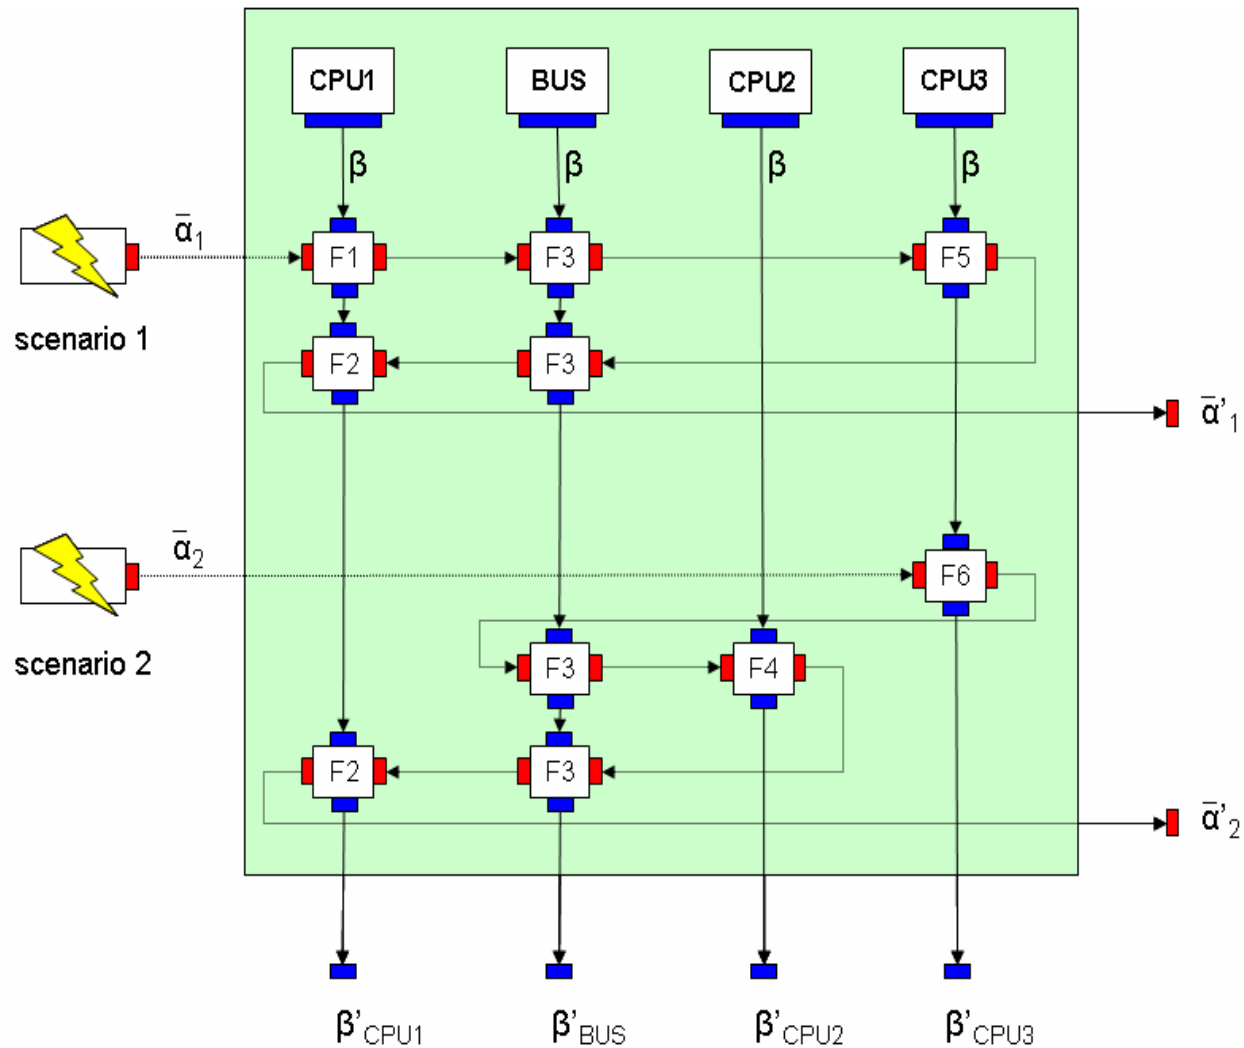 CPU1 BUS CPU2 CPU3
β β β β
ᾱ1
F1 F3 F5
scenario 1
F2 F3
ᾱ'1
ᾱ2
F6
scenario 2
F3 F4
F2 F3
ᾱ'2
β'CPU1 β'BUS β'CPU2 β'CPU3